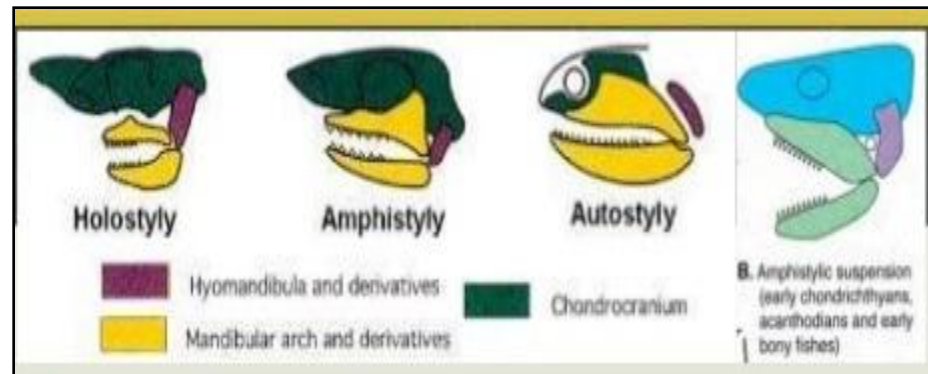 Holostyly
Amphistyly
Autostyly
Hyomandibula and derivatives
Mandibular arch and derivatives
Chondrocranium
B. Amphistylic suspension
(early chondrichthyans,
acanthodians and early
bony fishes)